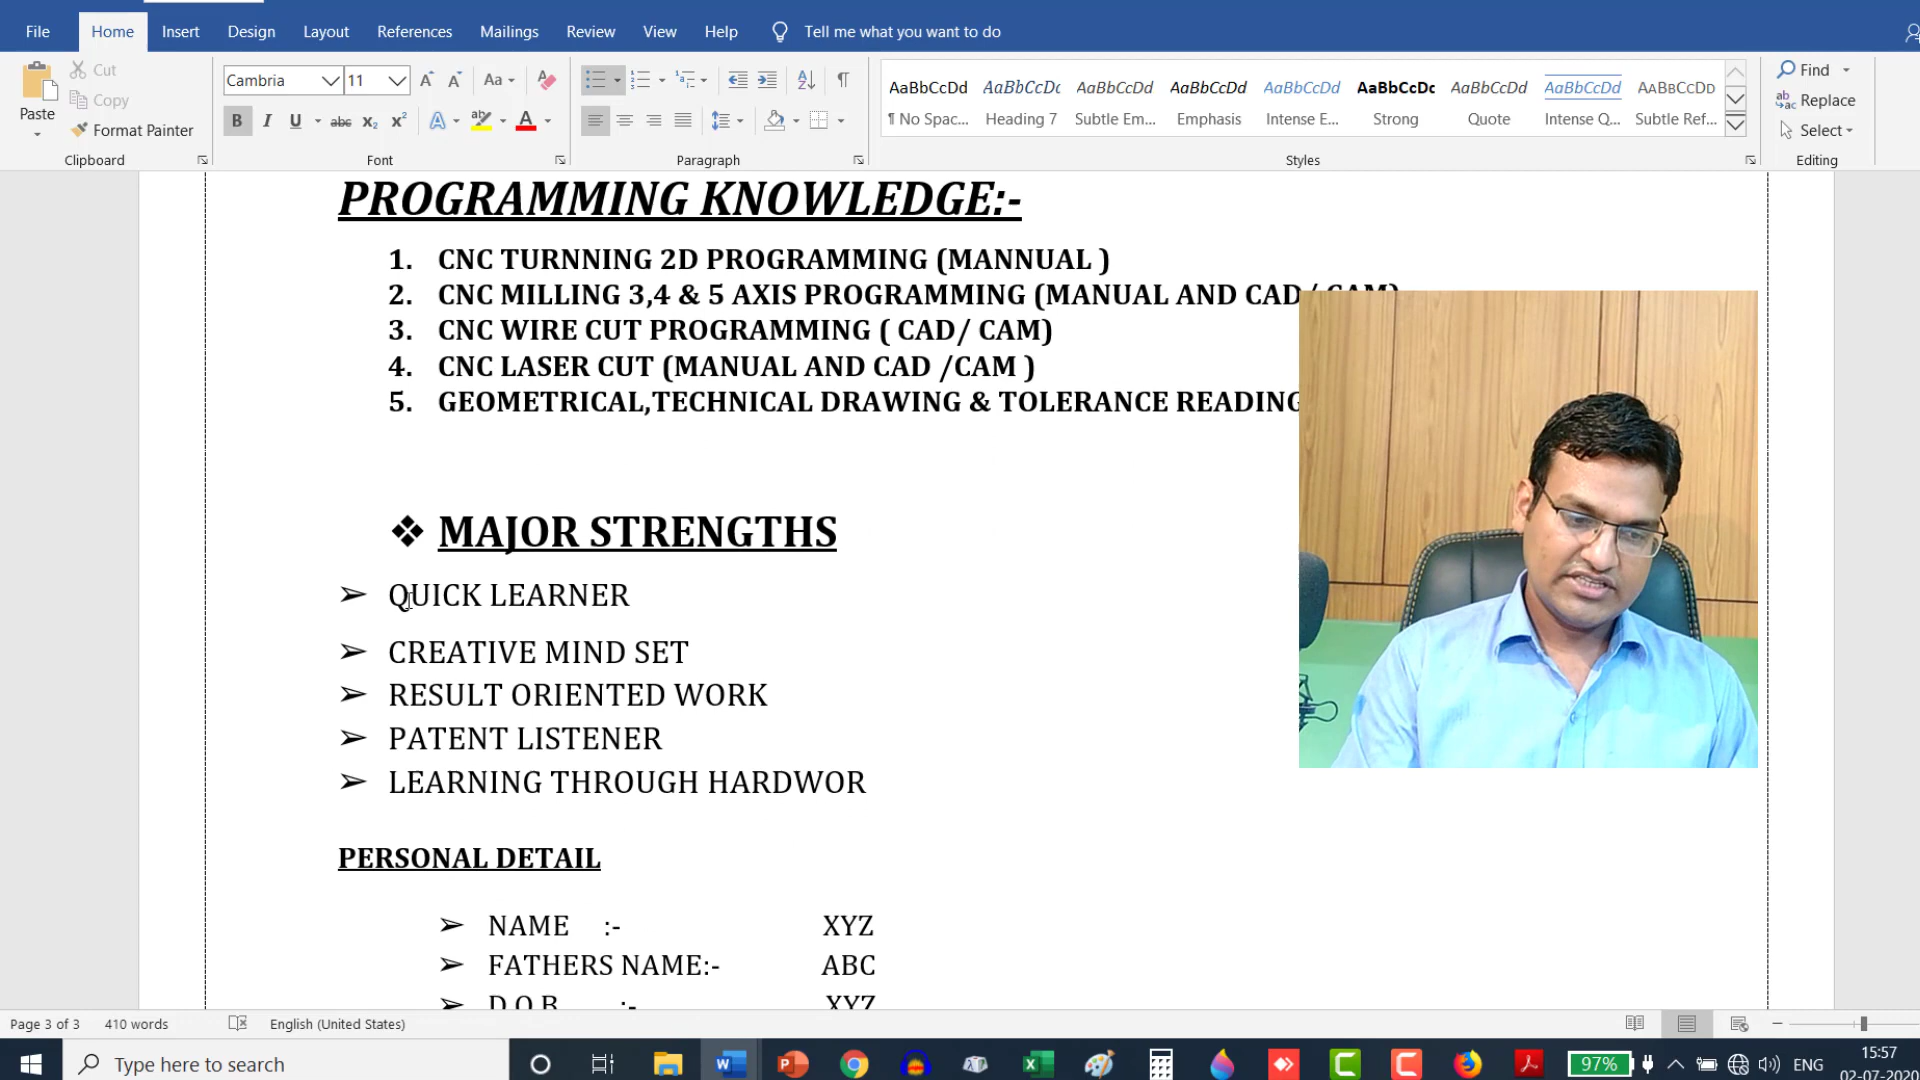 File Home Insert Design Layout References Mailings Review View Help Tell me what you want to do
Cut
Copy
Paste
Format Painter
Clipboard
Cambria 11
Aa
B I U abc x₂ x²
Font
Paragraph
AaBbCcDd AaBbCcDc AaBbCcDd AaBbCcDd AaBbCcDd AaBbCcDc AaBbCcDd AaBbCcDd AaBbCcDd
¶ No Spac... Heading 7 Subtle Em... Emphasis Intense E... Strong Quote Intense Q... Subtle Ref...
Styles
Find
Replace
Select
Editing
PROGRAMMING KNOWLEDGE:-
1. CNC TURNNING 2D PROGRAMMING (MANNUAL )
2. CNC MILLING 3,4 & 5 AXIS PROGRAMMING (MANUAL AND CAD/ CAM)
3. CNC WIRE CUT PROGRAMMING ( CAD/ CAM)
4. CNC LASER CUT (MANUAL AND CAD /CAM )
5. GEOMETRICAL,TECHNICAL DRAWING & TOLERANCE READING
❖ MAJOR STRENGTHS
➢ QUICK LEARNER
➢ CREATIVE MIND SET
➢ RESULT ORIENTED WORK
➢ PATENT LISTENER
➢ LEARNING THROUGH HARDWOR
PERSONAL DETAIL
➢ NAME :- XYZ
➢ FATHERS NAME:- ABC
➢ D.O.B :- XYZ
Page 3 of 3 410 words English (United States)
Type here to search
97%
ENG
15:57
02-07-2020